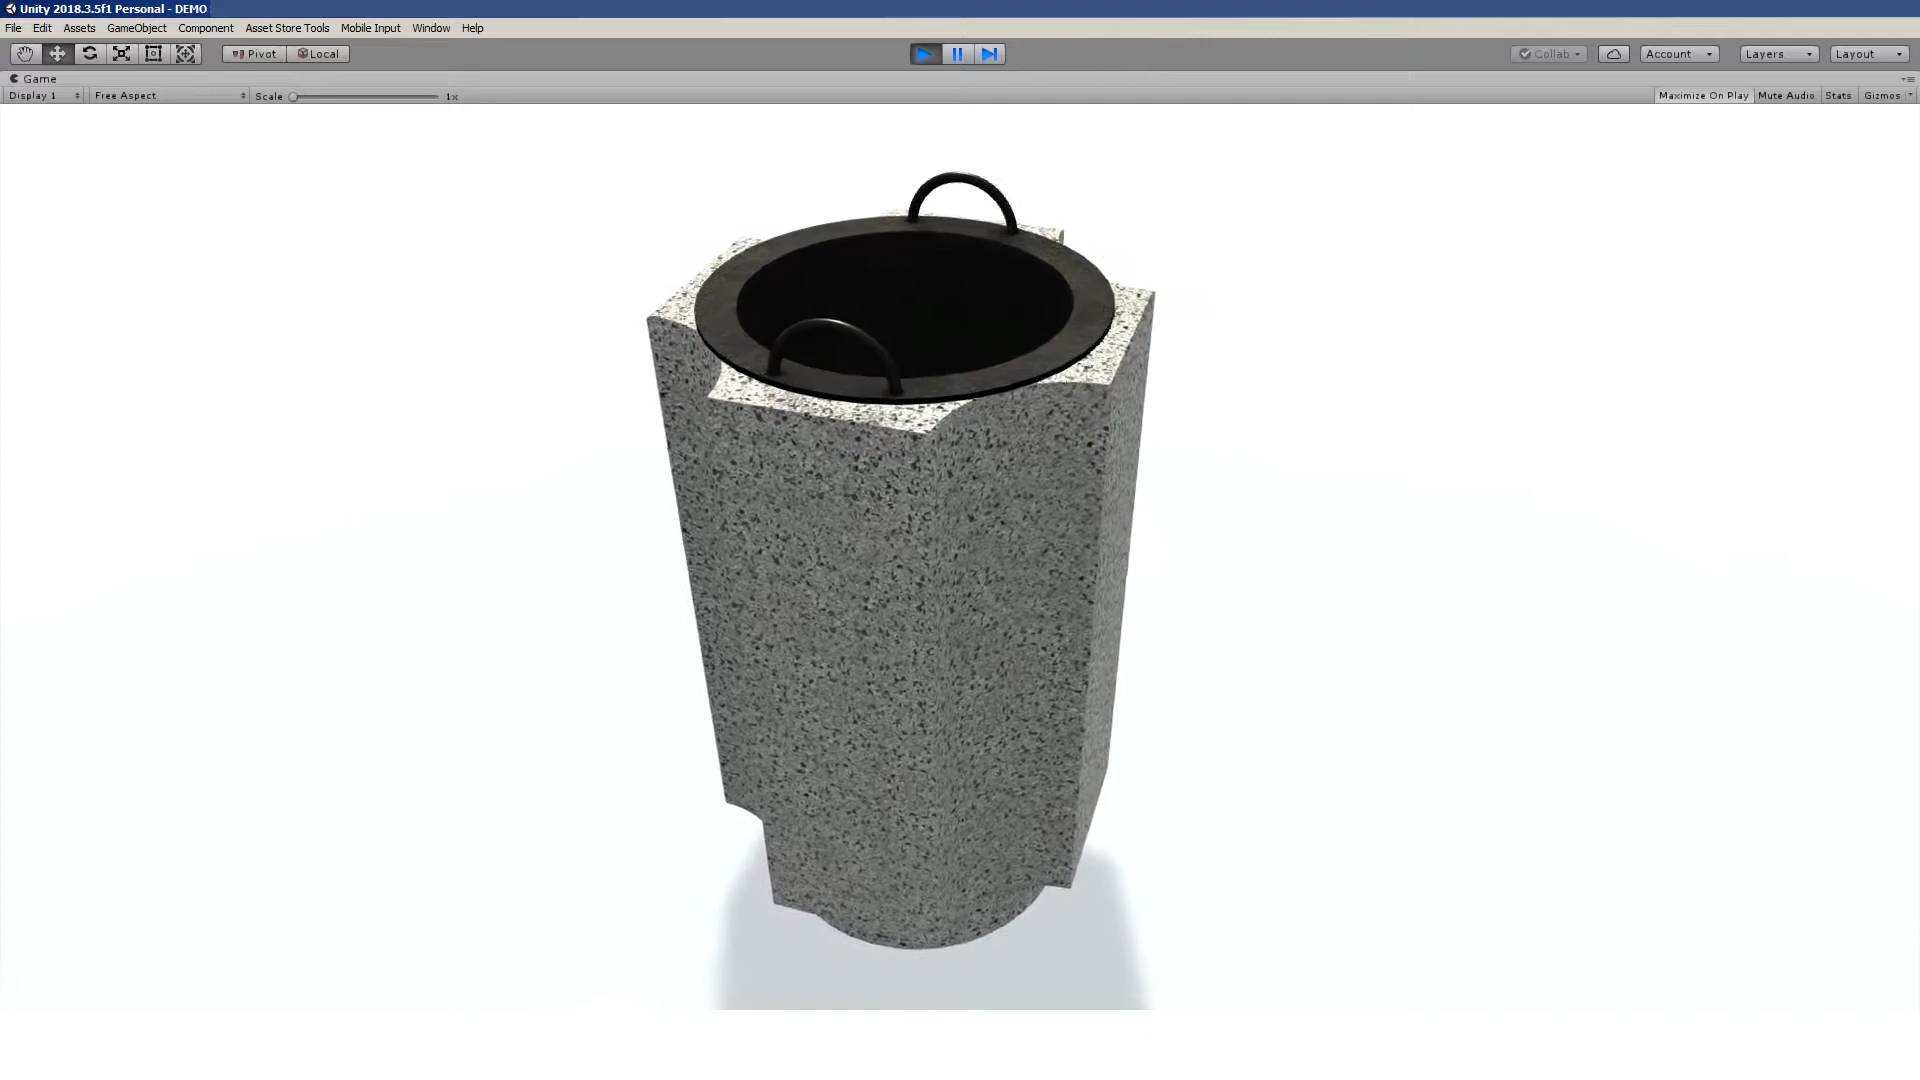 Unity 2018.3.5f1 Personal - DEMO
File Edit Assets GameObject Component Asset Store Tools Mobile Input Window Help
Pivot Local Collab Account Layers Layout
Game
Display 1 Free Aspect Scale 1x Maximize On Play Mute Audio Stats Gizmos